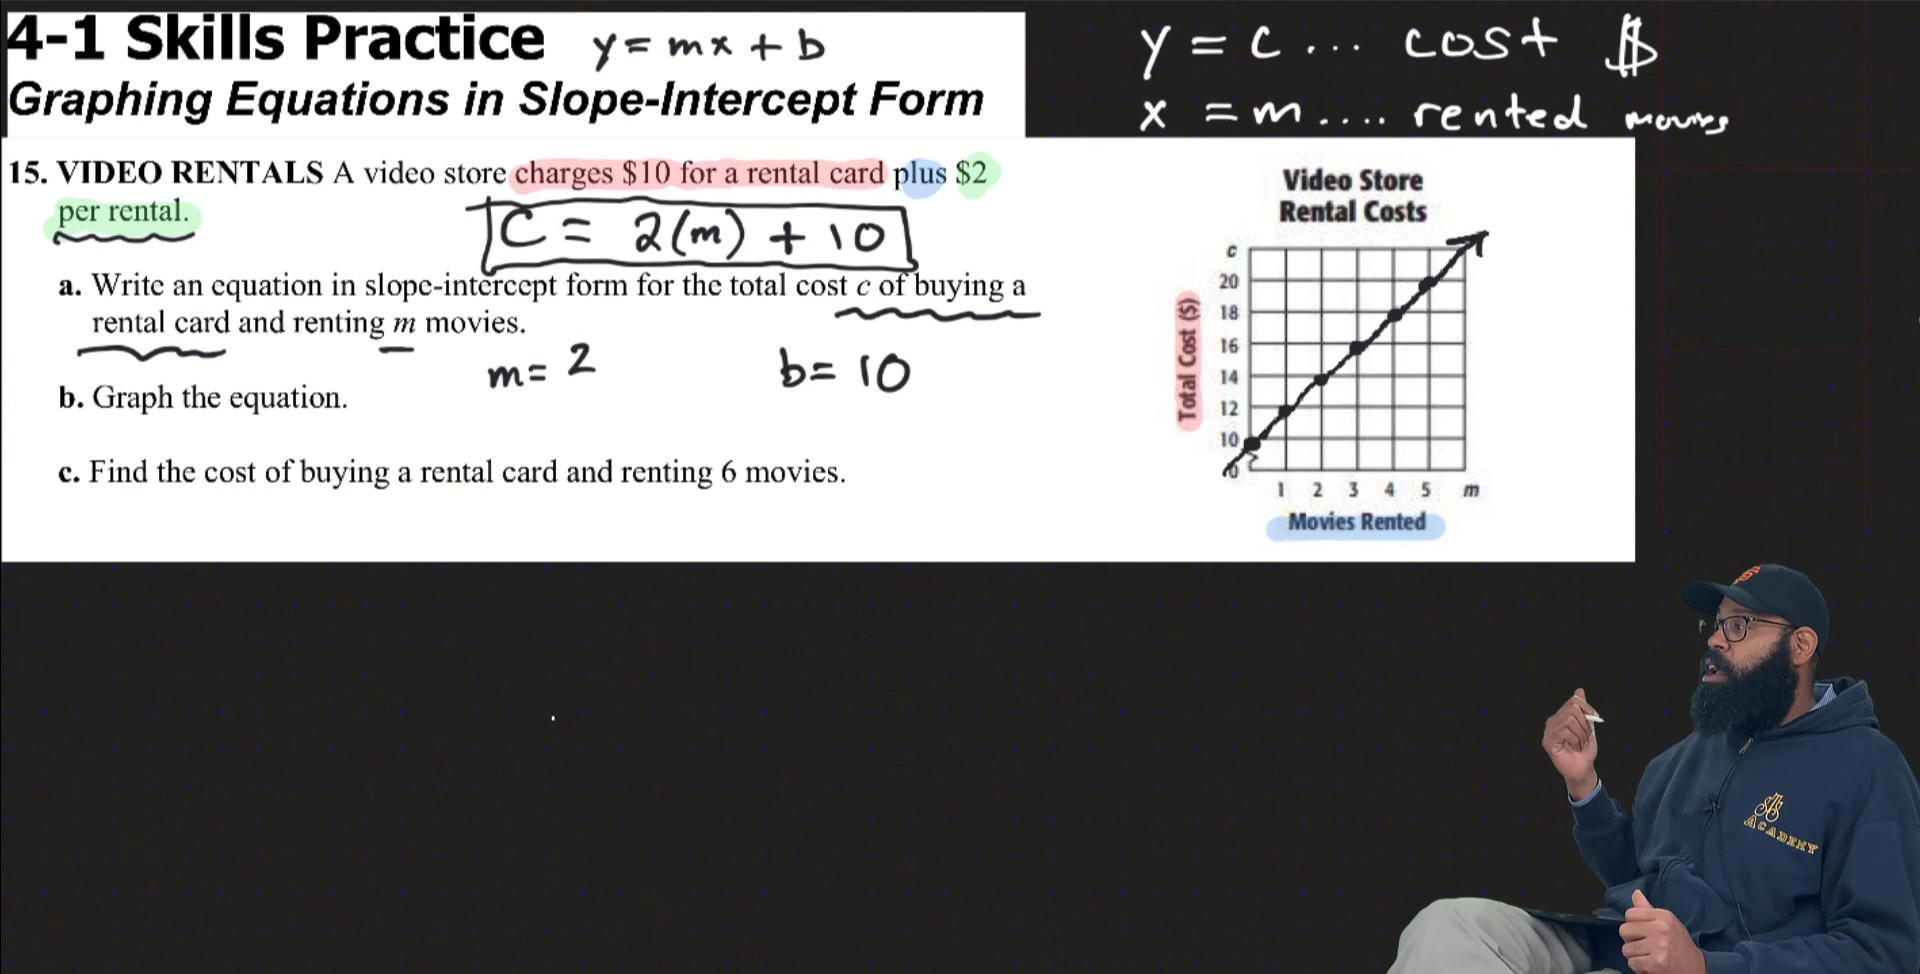 4-1 Skills Practice y = mx + b
Graphing Equations in Slope-Intercept Form
y = c ... cost $
x = m .... rented movies
15. VIDEO RENTALS A video store charges $10 for a rental card plus $2
per rental.
C = 2(m) + 10
a. Write an equation in slope-intercept form for the total cost c of buying a
rental card and renting m movies.
m = 2 b = 10
b. Graph the equation.
c. Find the cost of buying a rental card and renting 6 movies.
Video Store
Rental Costs
c
20
18
16
14
12
10
0
Total Cost ($)
1 2 3 4 5 m
Movies Rented
ACADEMY